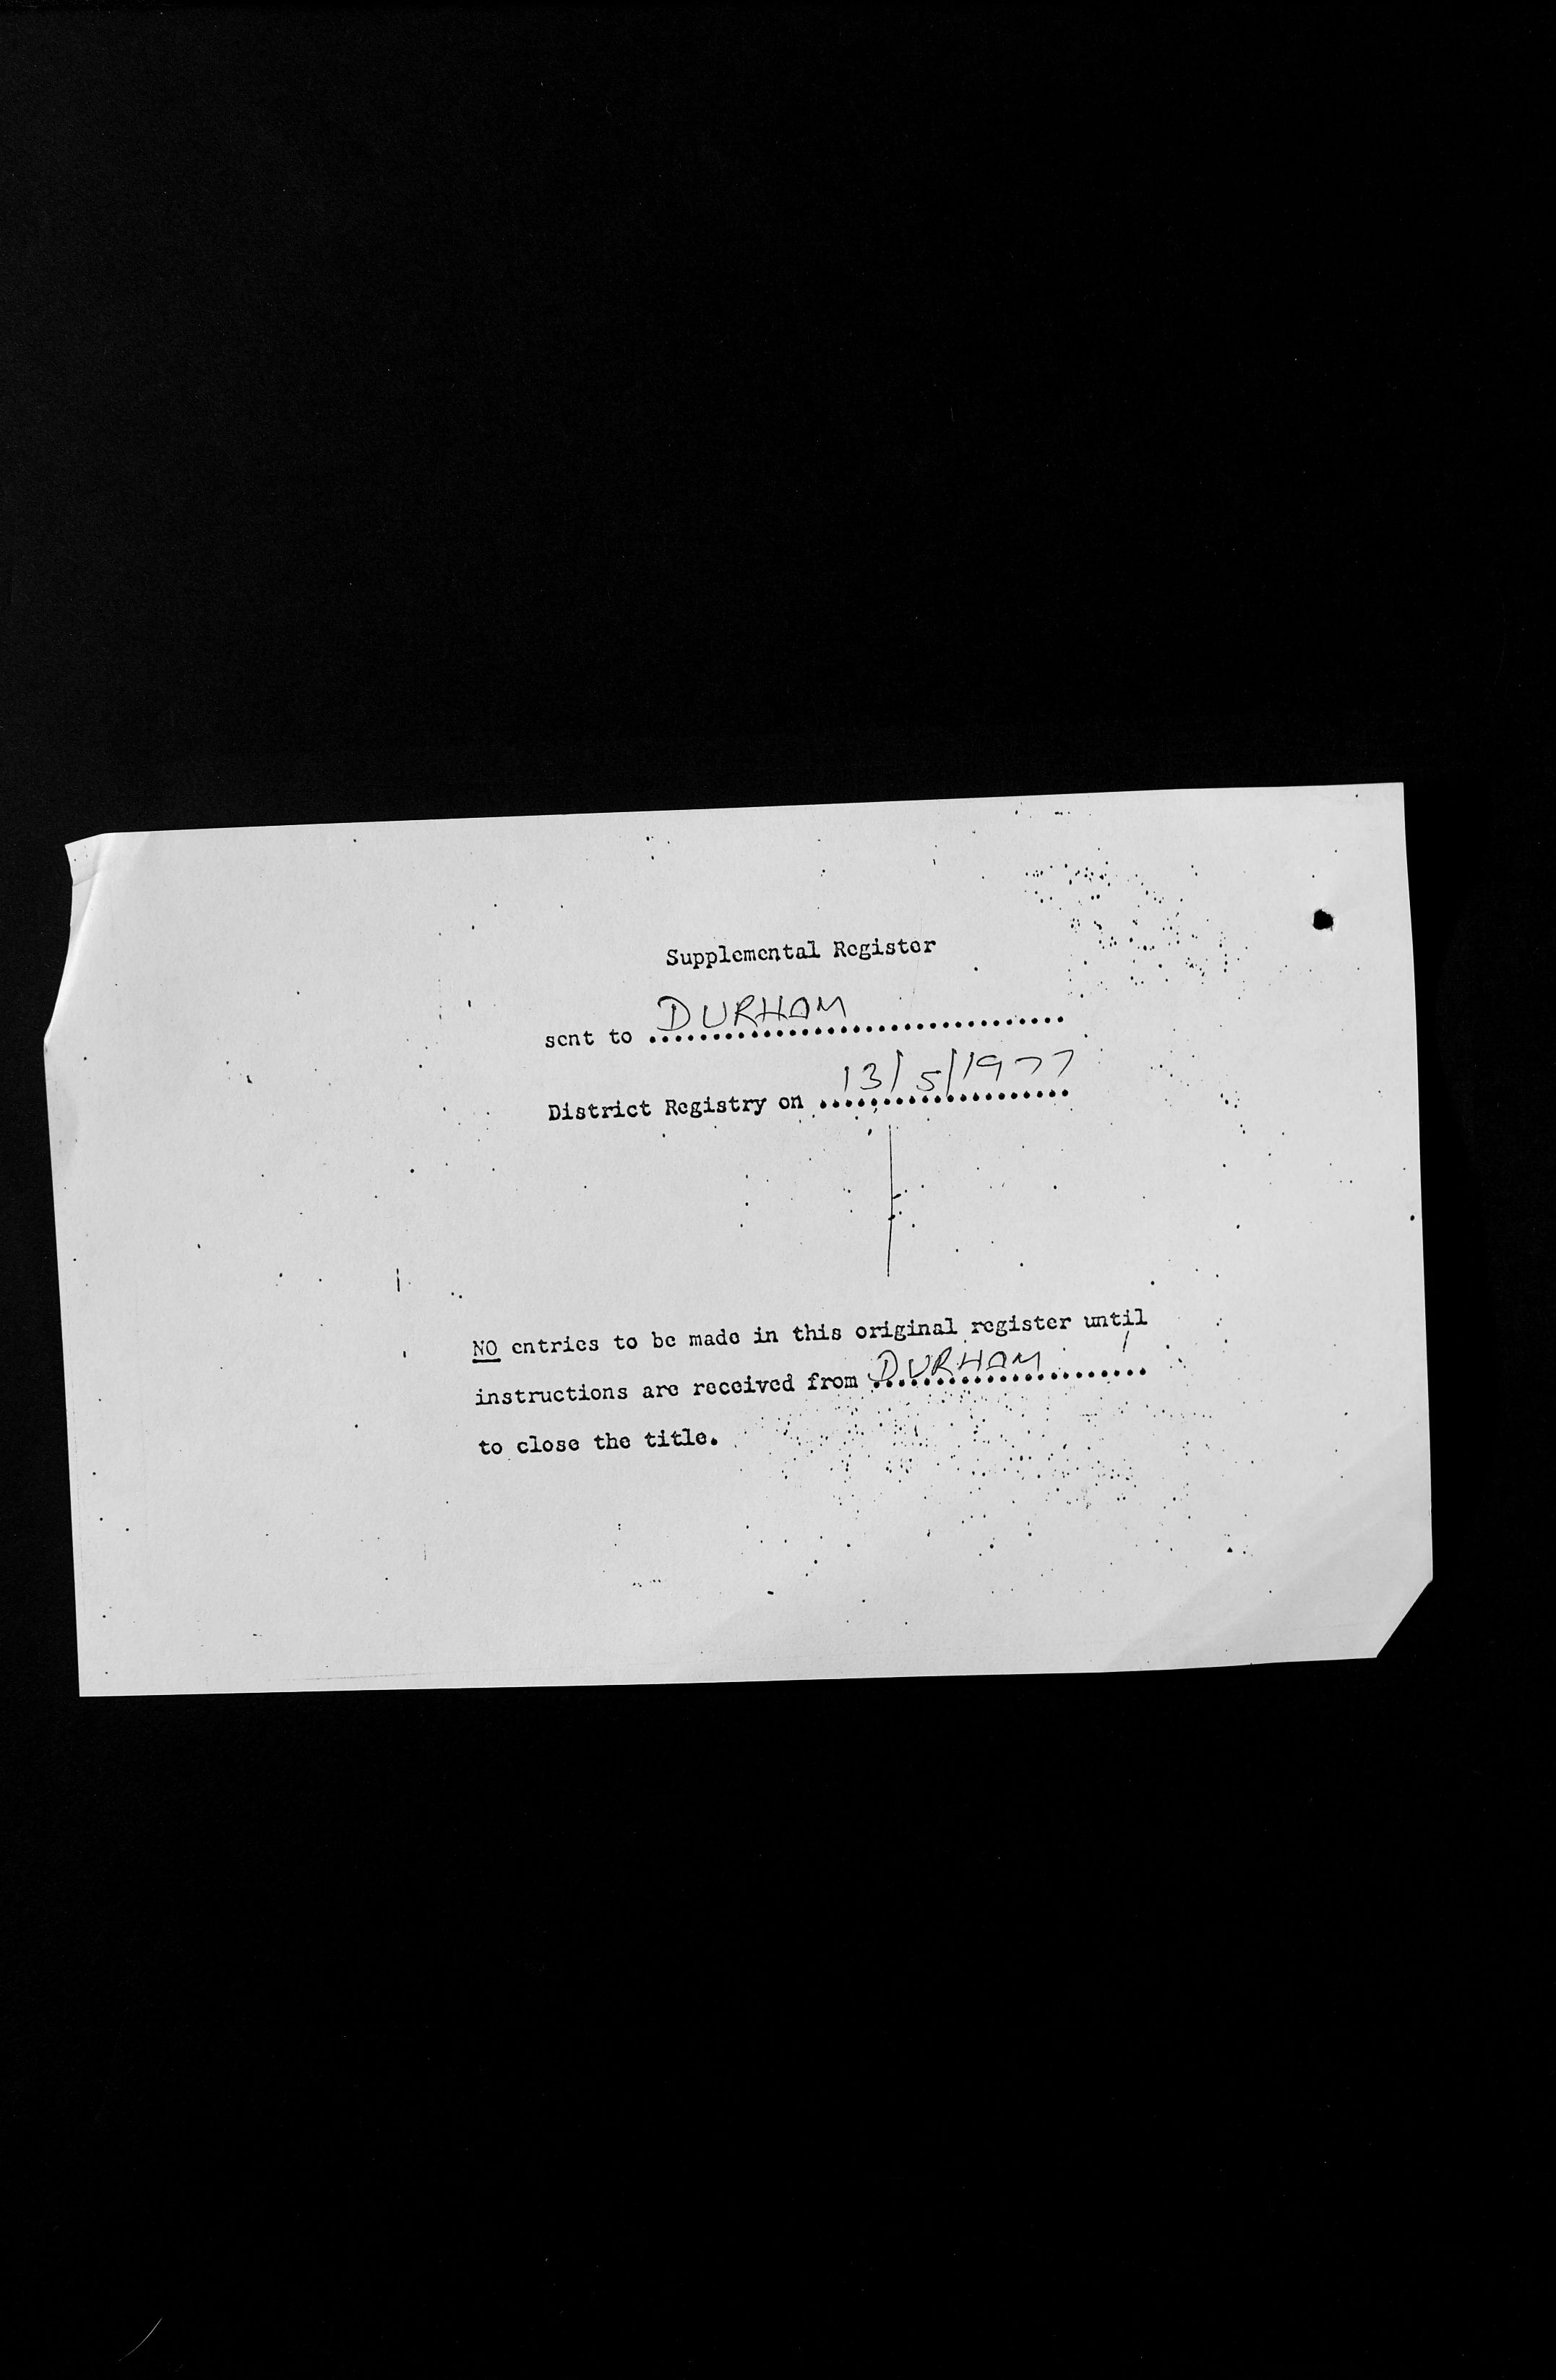 Supplemental Register
sent to DURHAM
District Registry on 13/5/1977
NO entries to be made in this original register until
instructions are received from DURHAM
to close the title.